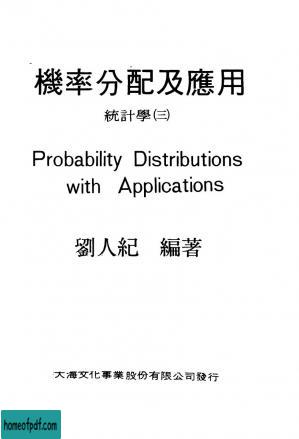 機率分配及應用
統計學(三)
Probability Distributions
with Applications
劉人紀 編著
大海文化事業股份有限公司發行
homeofpdf.com